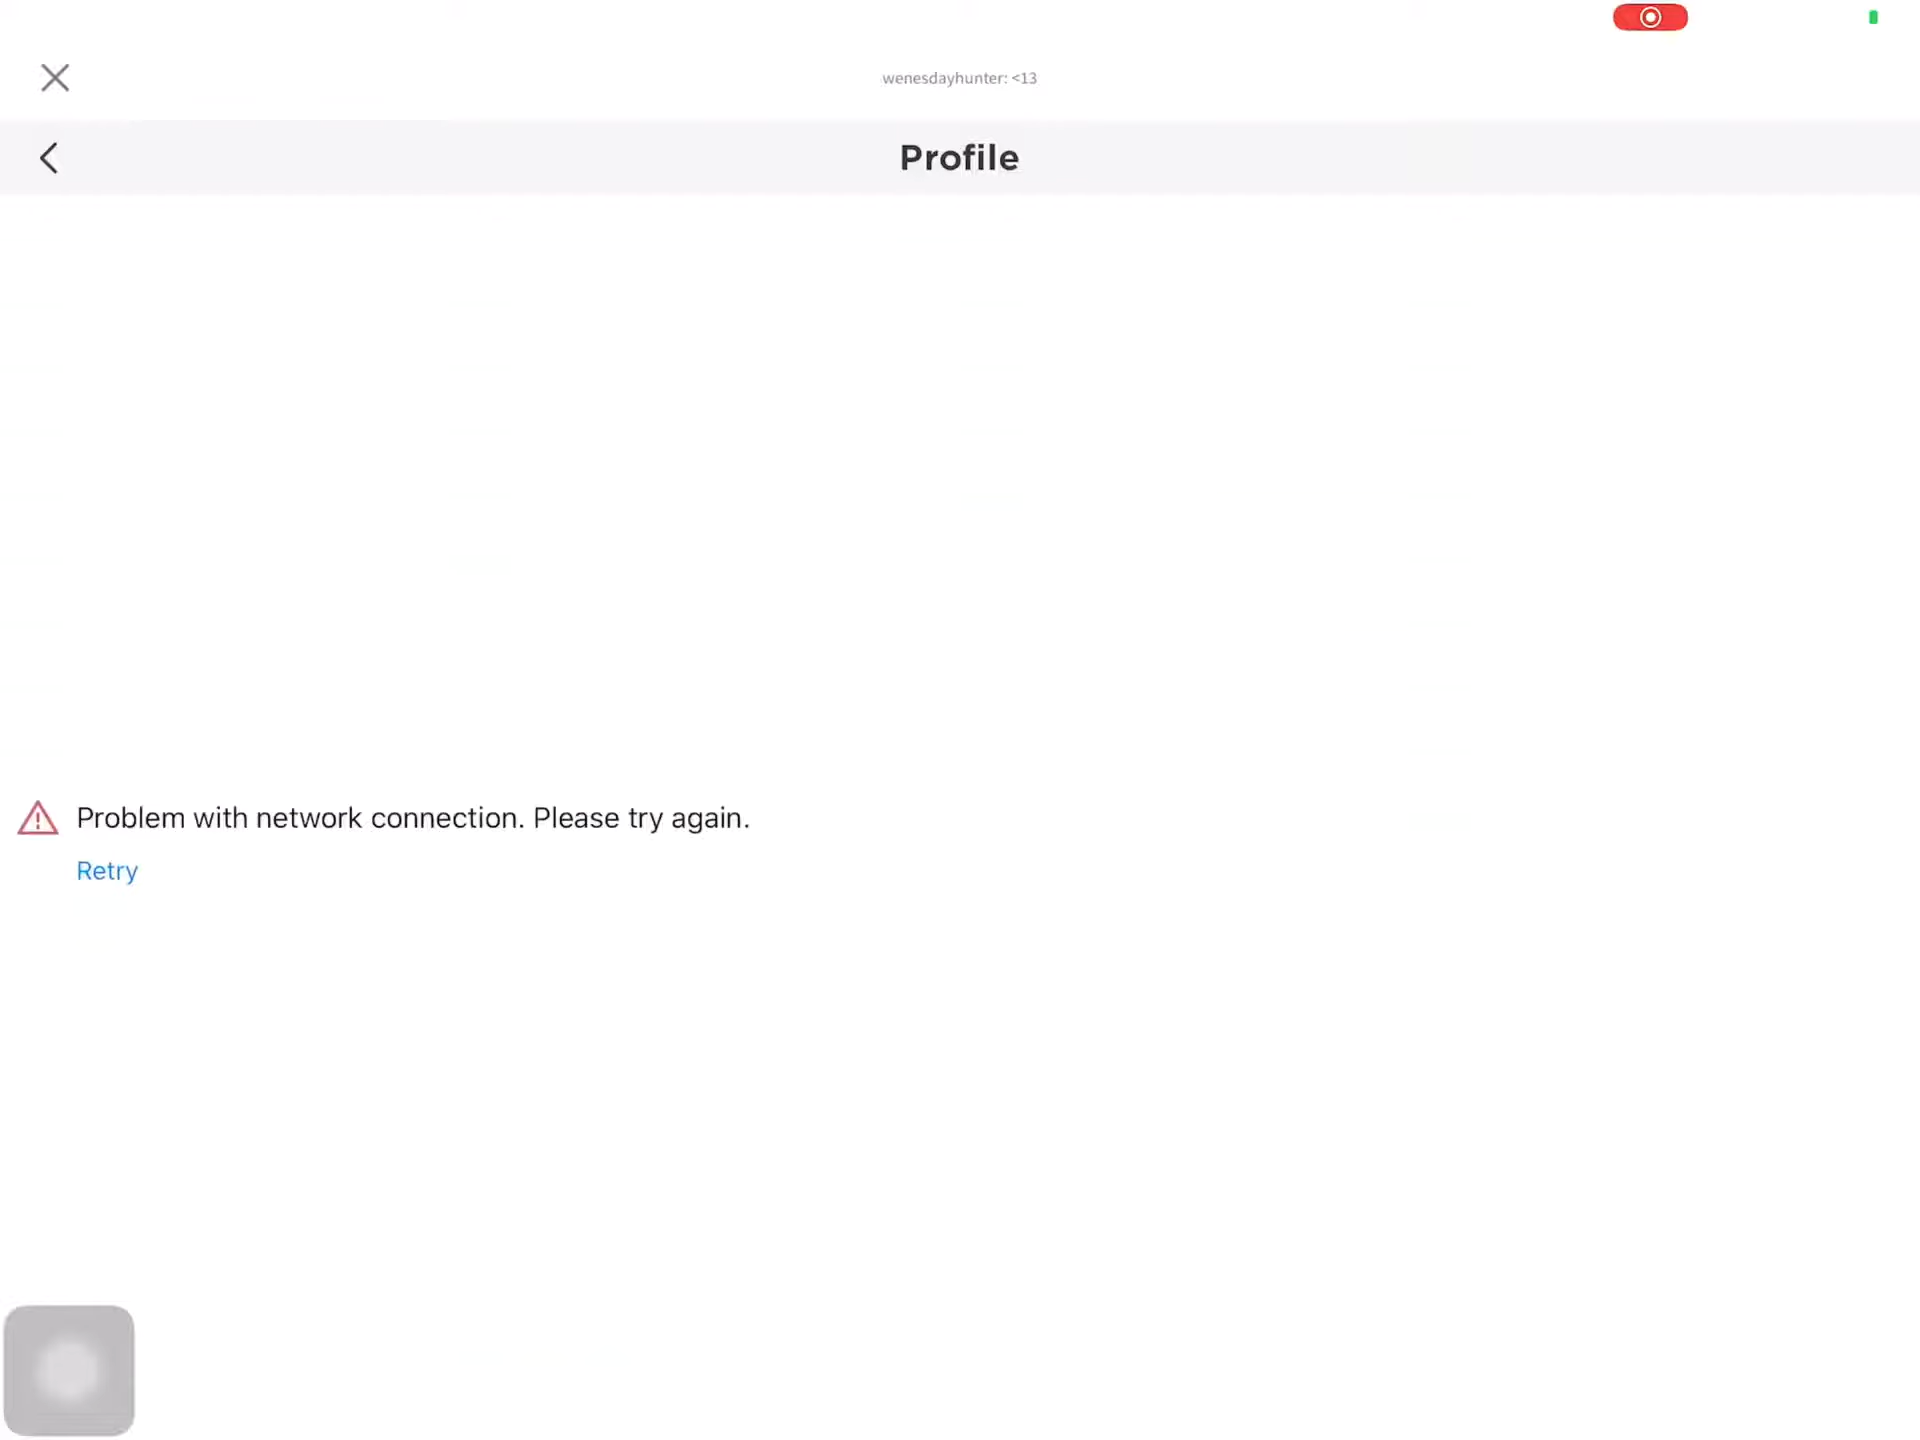 wenesdayhunter: <13
Profile
Problem with network connection. Please try again.
Retry